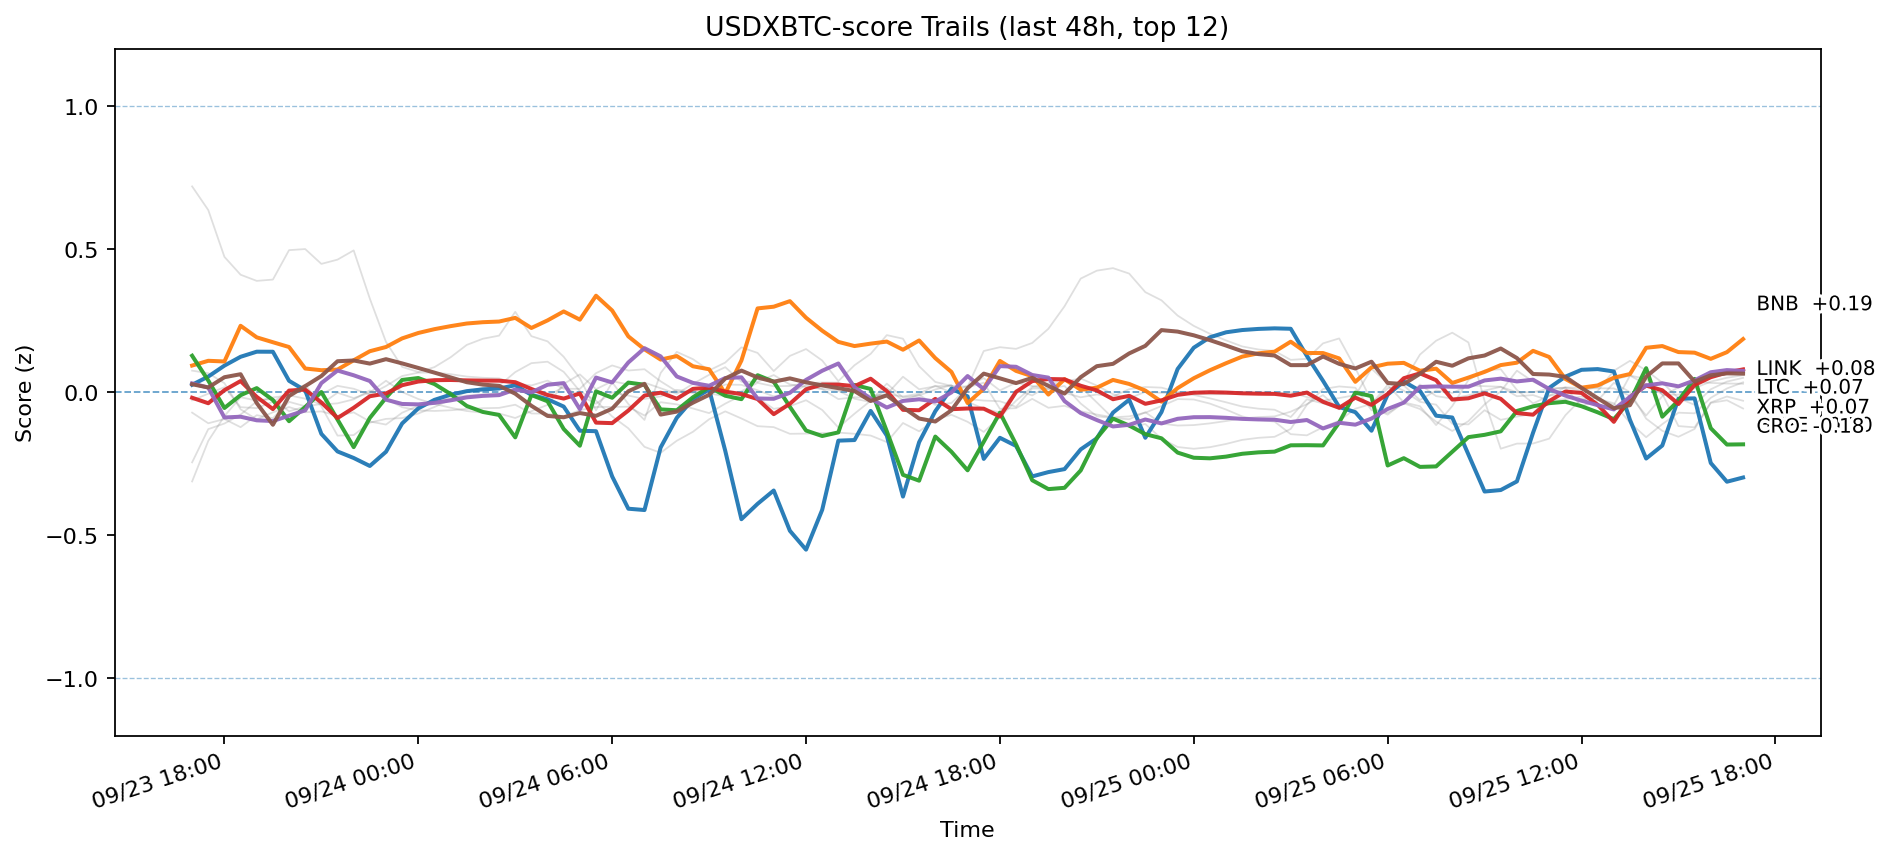 USDXBTC-score Trails (last 48h, top 12)
Score (z)
1.0
0.5
0.0
−0.5
−1.0
BNB +0.19
LINK +0.08
LTC +0.07
XRP +0.07
CRO -0.18
09/23 18:00
09/24 00:00
09/24 06:00
09/24 12:00
09/24 18:00
09/25 00:00
09/25 06:00
09/25 12:00
09/25 18:00
Time